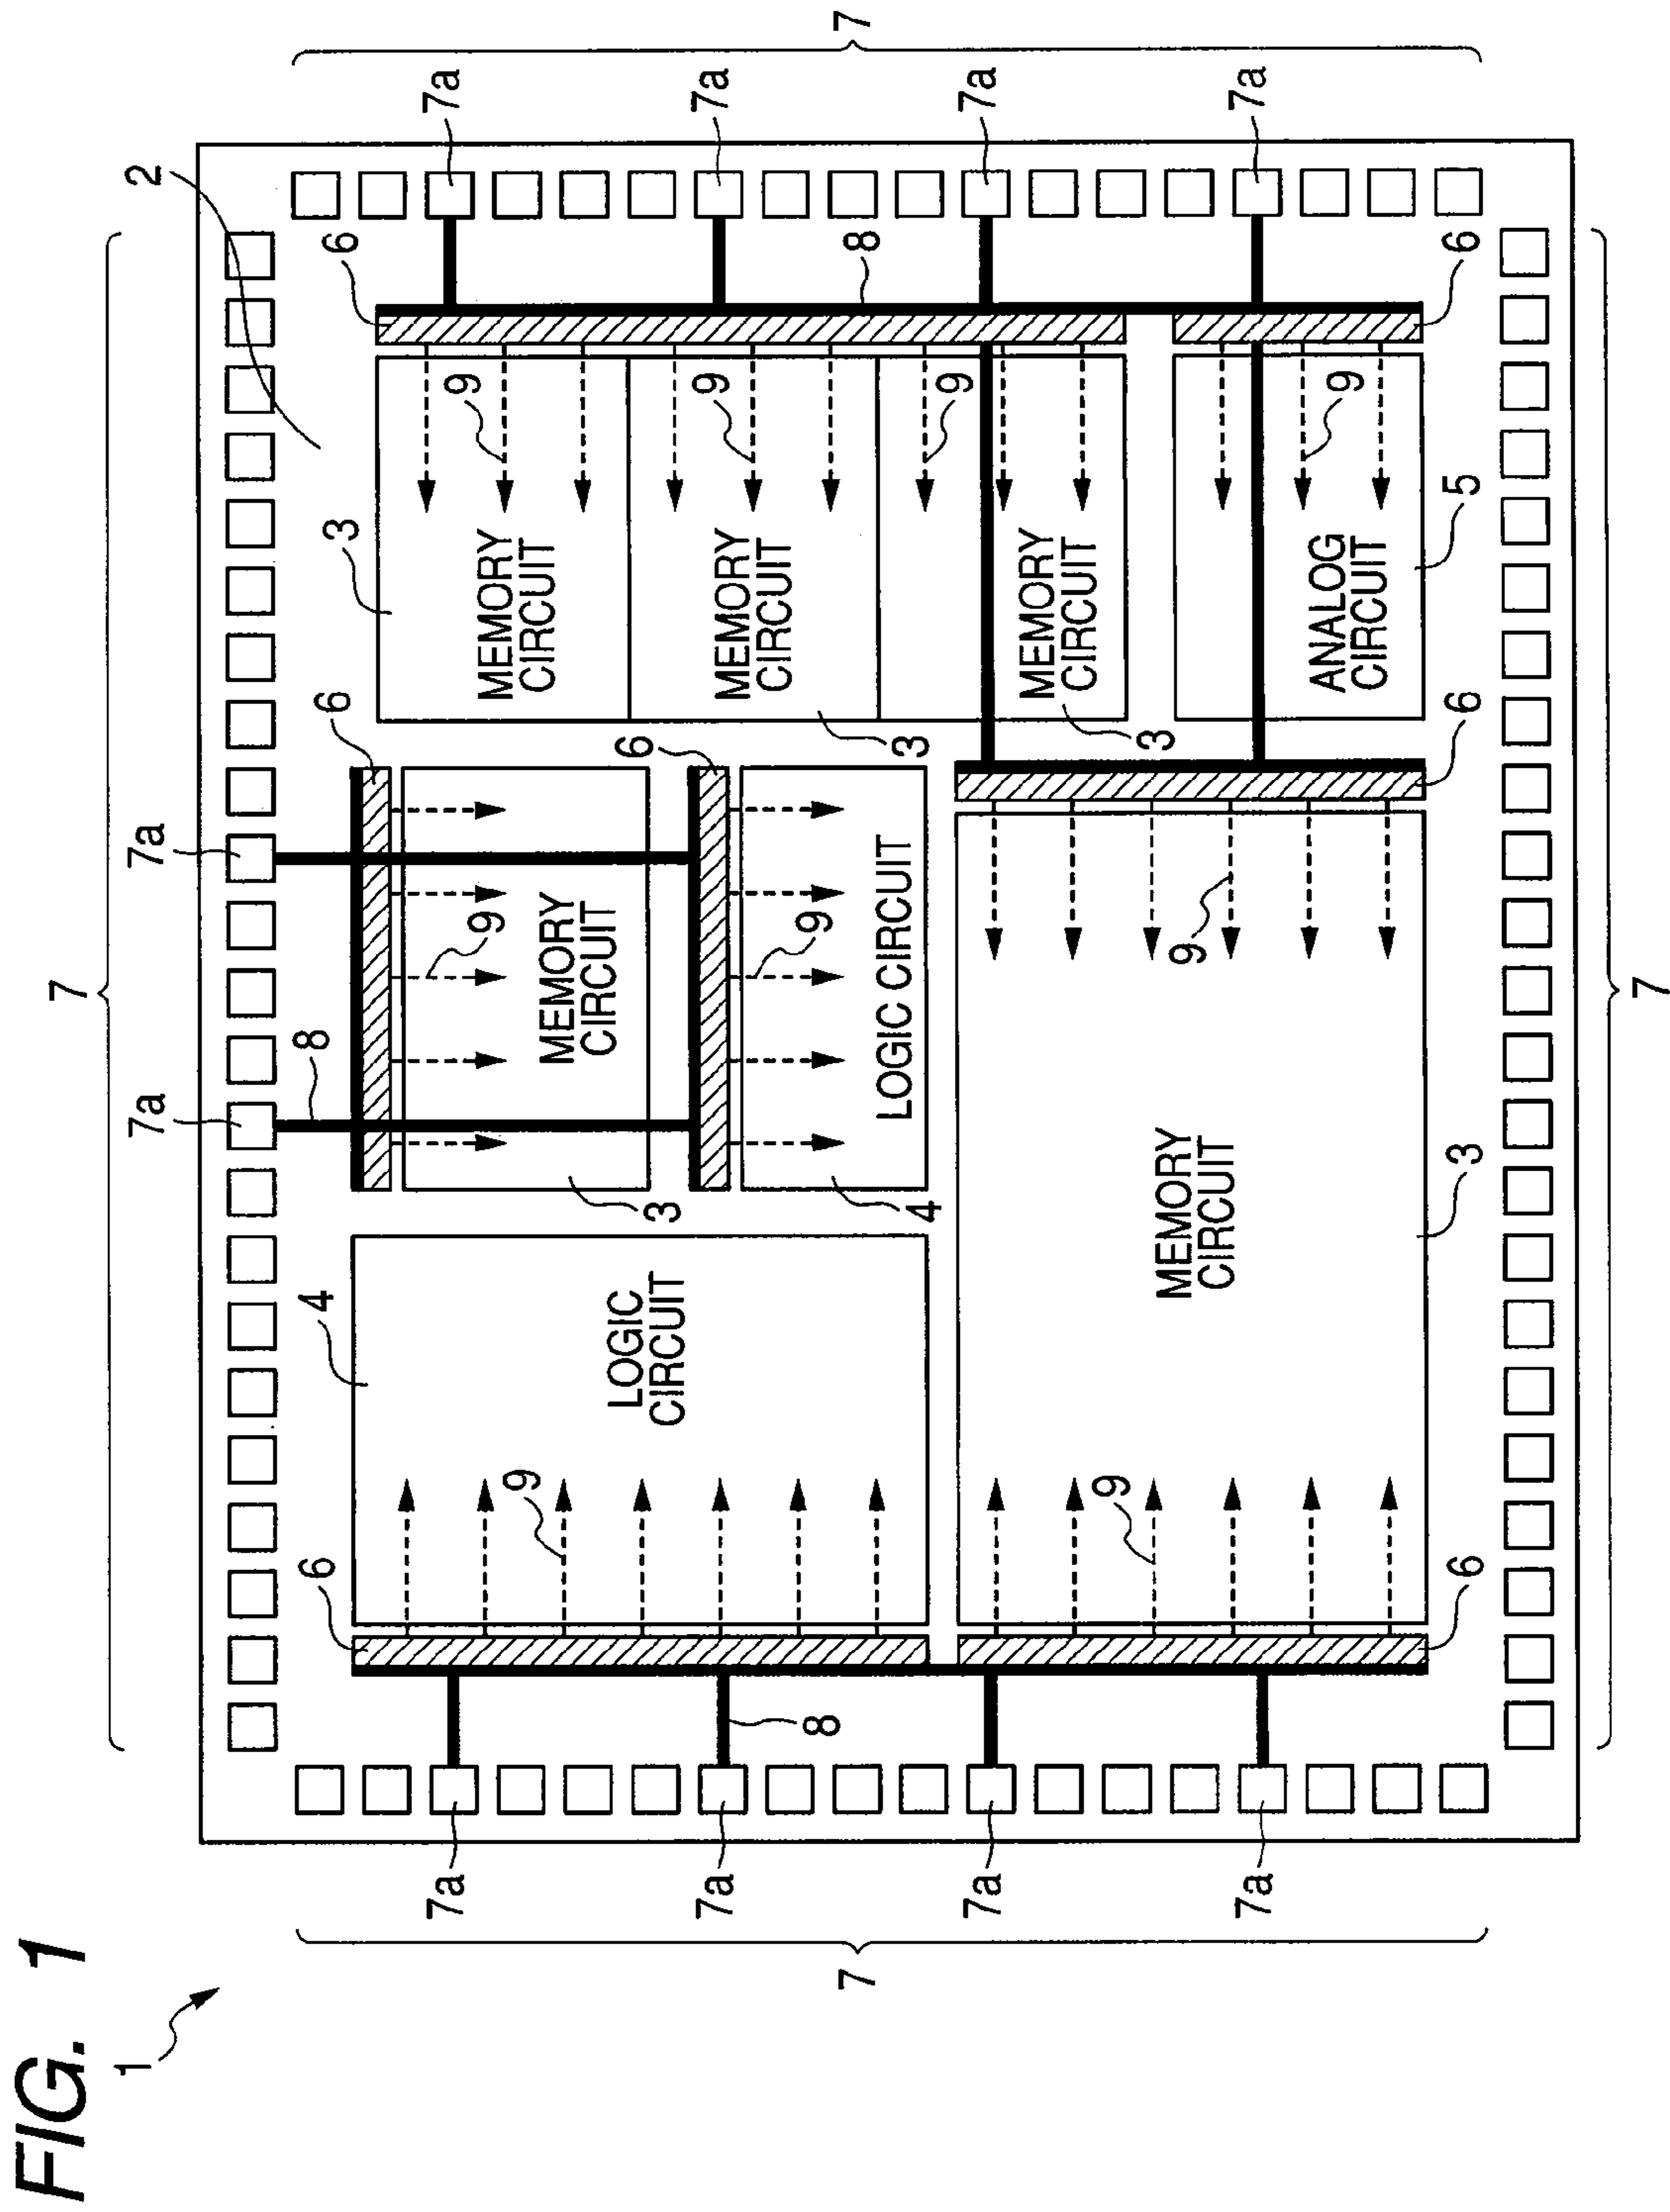 FIG. 1
7
1
7a
7a
2
6
4
8
6
3
6
7a
9
7a
9
9
MEMORY
CIRCUIT
MEMORY
CIRCUIT
LOGIC
CIRCUIT
3
6
7a
9
7a
MEMORY
CIRCUIT
8
9
7
8
7
LOGIC CIRCUIT
4
3
9
7a
7a
MEMORY
CIRCUIT
9
3
9
MEMORY
CIRCUIT
7a
7a
ANALOG
CIRCUIT
9
6
3
6
5
6
7